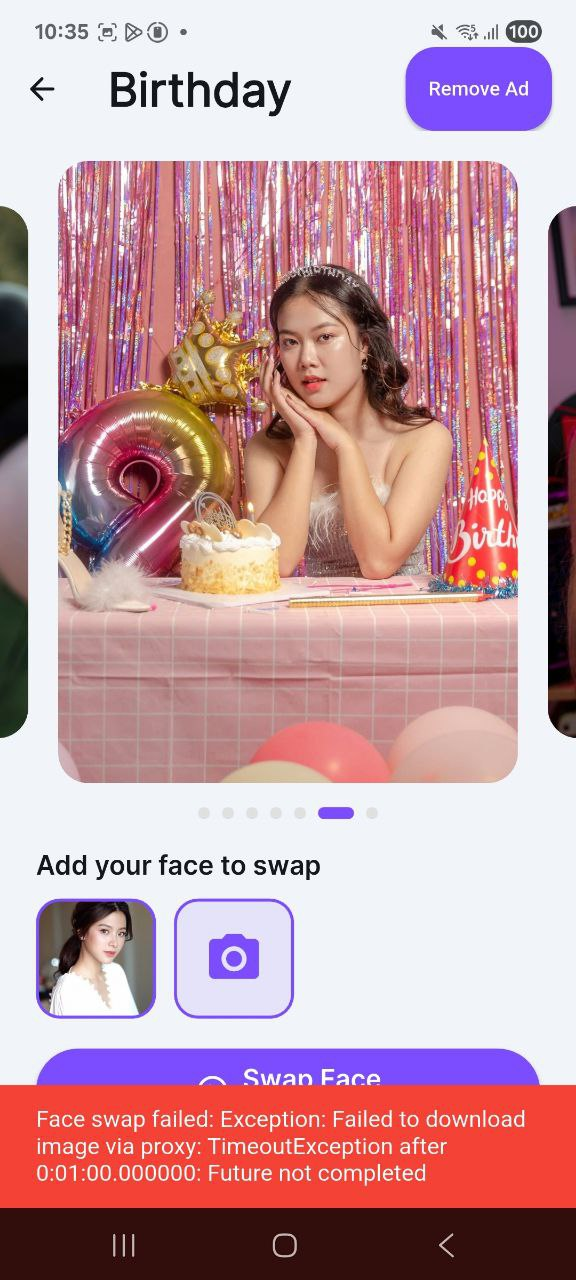 10:35
100
Birthday
Remove Ad
Happy
Birth
Add your face to swap
Swap Face
Face swap failed: Exception: Failed to download
image via proxy: TimeoutException after
0:01:00.000000: Future not completed